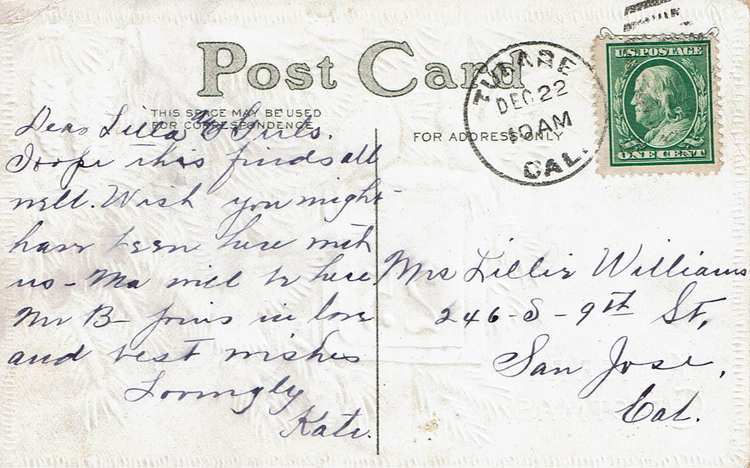 Post Card
THIS SPACE MAY BE USED
FOR CORRESPONDENCE
FOR ADDRESS ONLY
TULARE
DEC 22
10 AM
CAL.
U.S. POSTAGE
ONE CENT
Dear Lilla & Girls.
I hope this finds all
well. Wish you might
have been here with
us - Ma will be here
Mr B- joins in love
and best wishes
Lovingly
Kate.
Mrs Lillie Williams
246-S-9th St,
San Jose,
Cal.